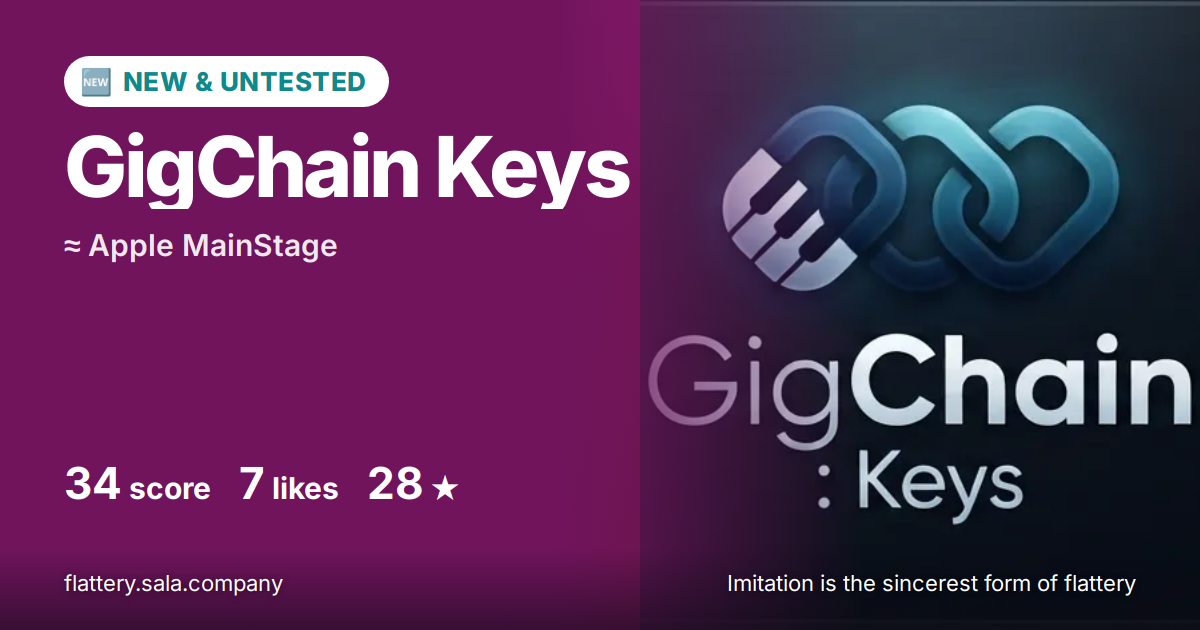 🆕 NEW & UNTESTED
GigChain Keys
≈ Apple MainStage
34 score 7 likes 28 ★
flattery.sala.company
GigChain
: Keys
Imitation is the sincerest form of flattery